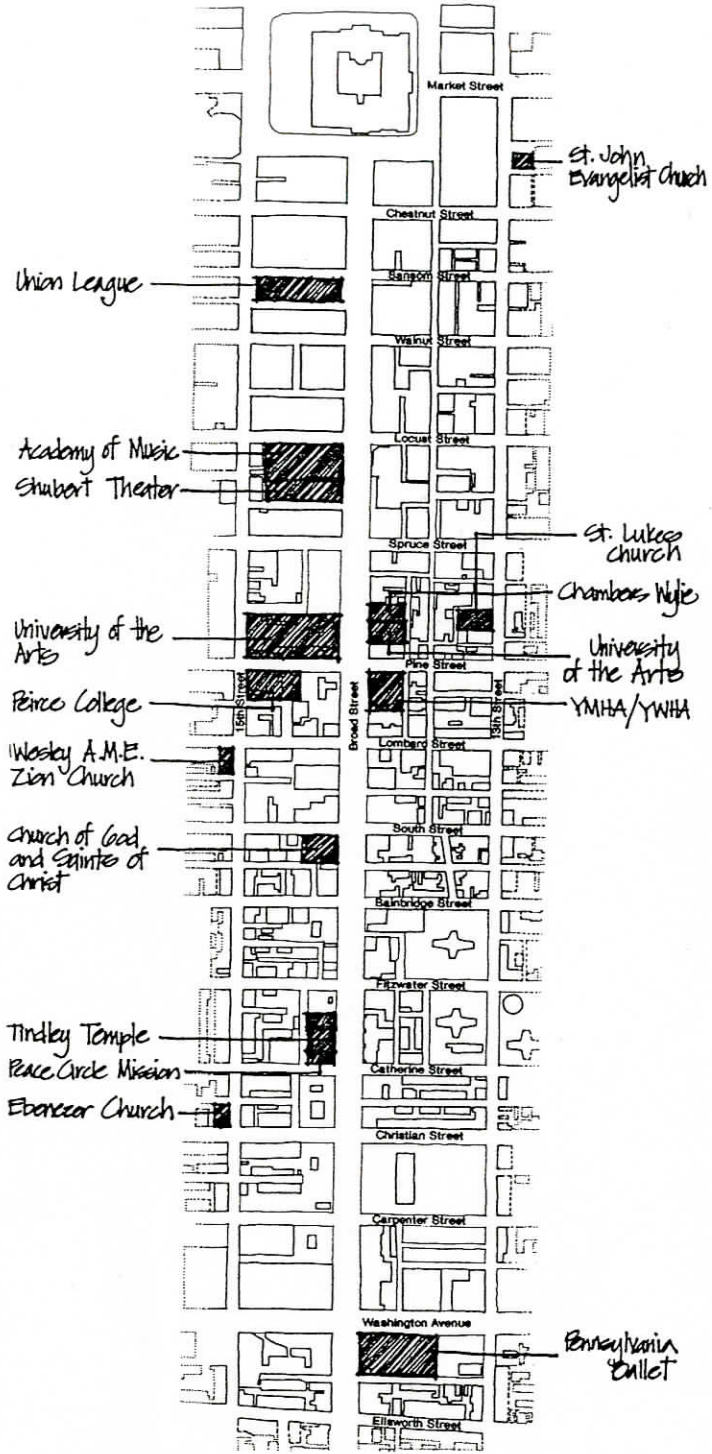 Market Street
St. John
Evangelist Church
Chestnut Street
Union League
Sansom Street
Walnut Street
Locust Street
Academy of Music
Shubert Theater
Spruce Street
St. Lukes
church
Chambers Wylie
University of the
Arts
University
of the Arts
Pine Street
Peirce College
15th Street
Broad Street
13th Street
YMHA/YWHA
Lombard Street
Wesley A.M.E.
Zion Church
South Street
Church of God
and Saints of
Christ
Bainbridge Street
Fitzwater Street
Tindley Temple
Peace Circle Mission
Catherine Street
Ebenezer Church
Christian Street
Carpenter Street
Washington Avenue
Pennsylvania
Ballet
Ellsworth Street